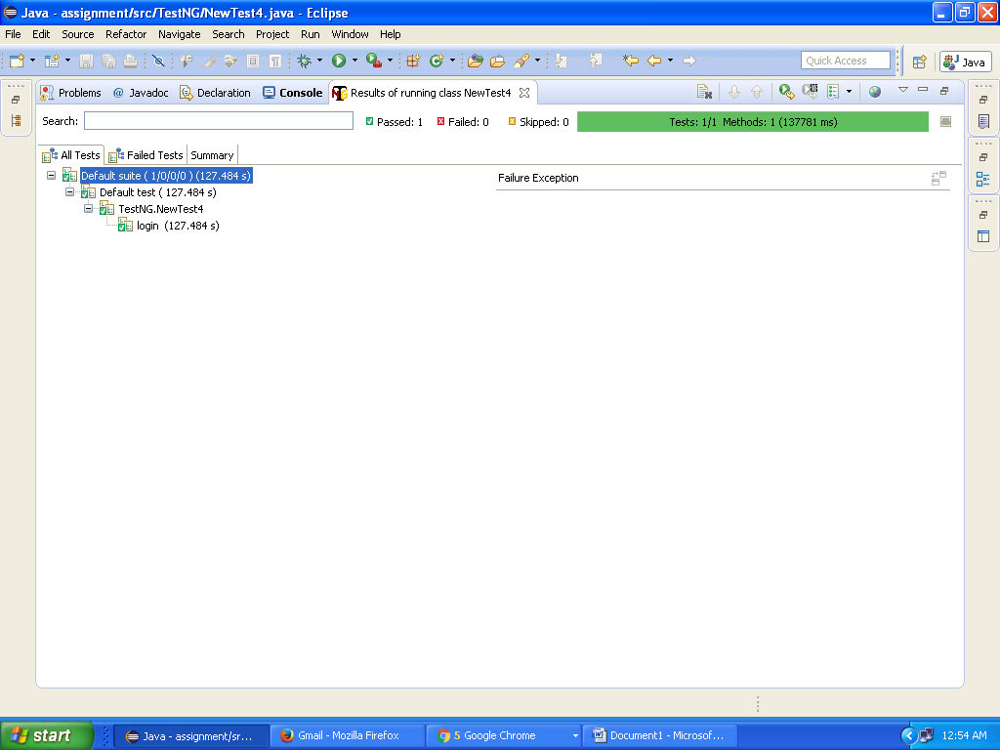 Java - assignment/src/TestNG/NewTest4.java - Eclipse
File Edit Source Refactor Navigate Search Project Run Window Help
Quick Access Java
Problems @ Javadoc Declaration Console Results of running class NewTest4
Search: Passed: 1 Failed: 0 Skipped: 0 Tests: 1/1 Methods: 1 (137781 ms)
All Tests Failed Tests Summary
Default suite ( 1/0/0/0 ) (127.484 s) Failure Exception
Default test ( 127.484 s)
TestNG.NewTest4
login (127.484 s)
start Java - assignment/sr... Gmail - Mozilla Firefox 5 Google Chrome Document1 - Microsof... 12:54 AM